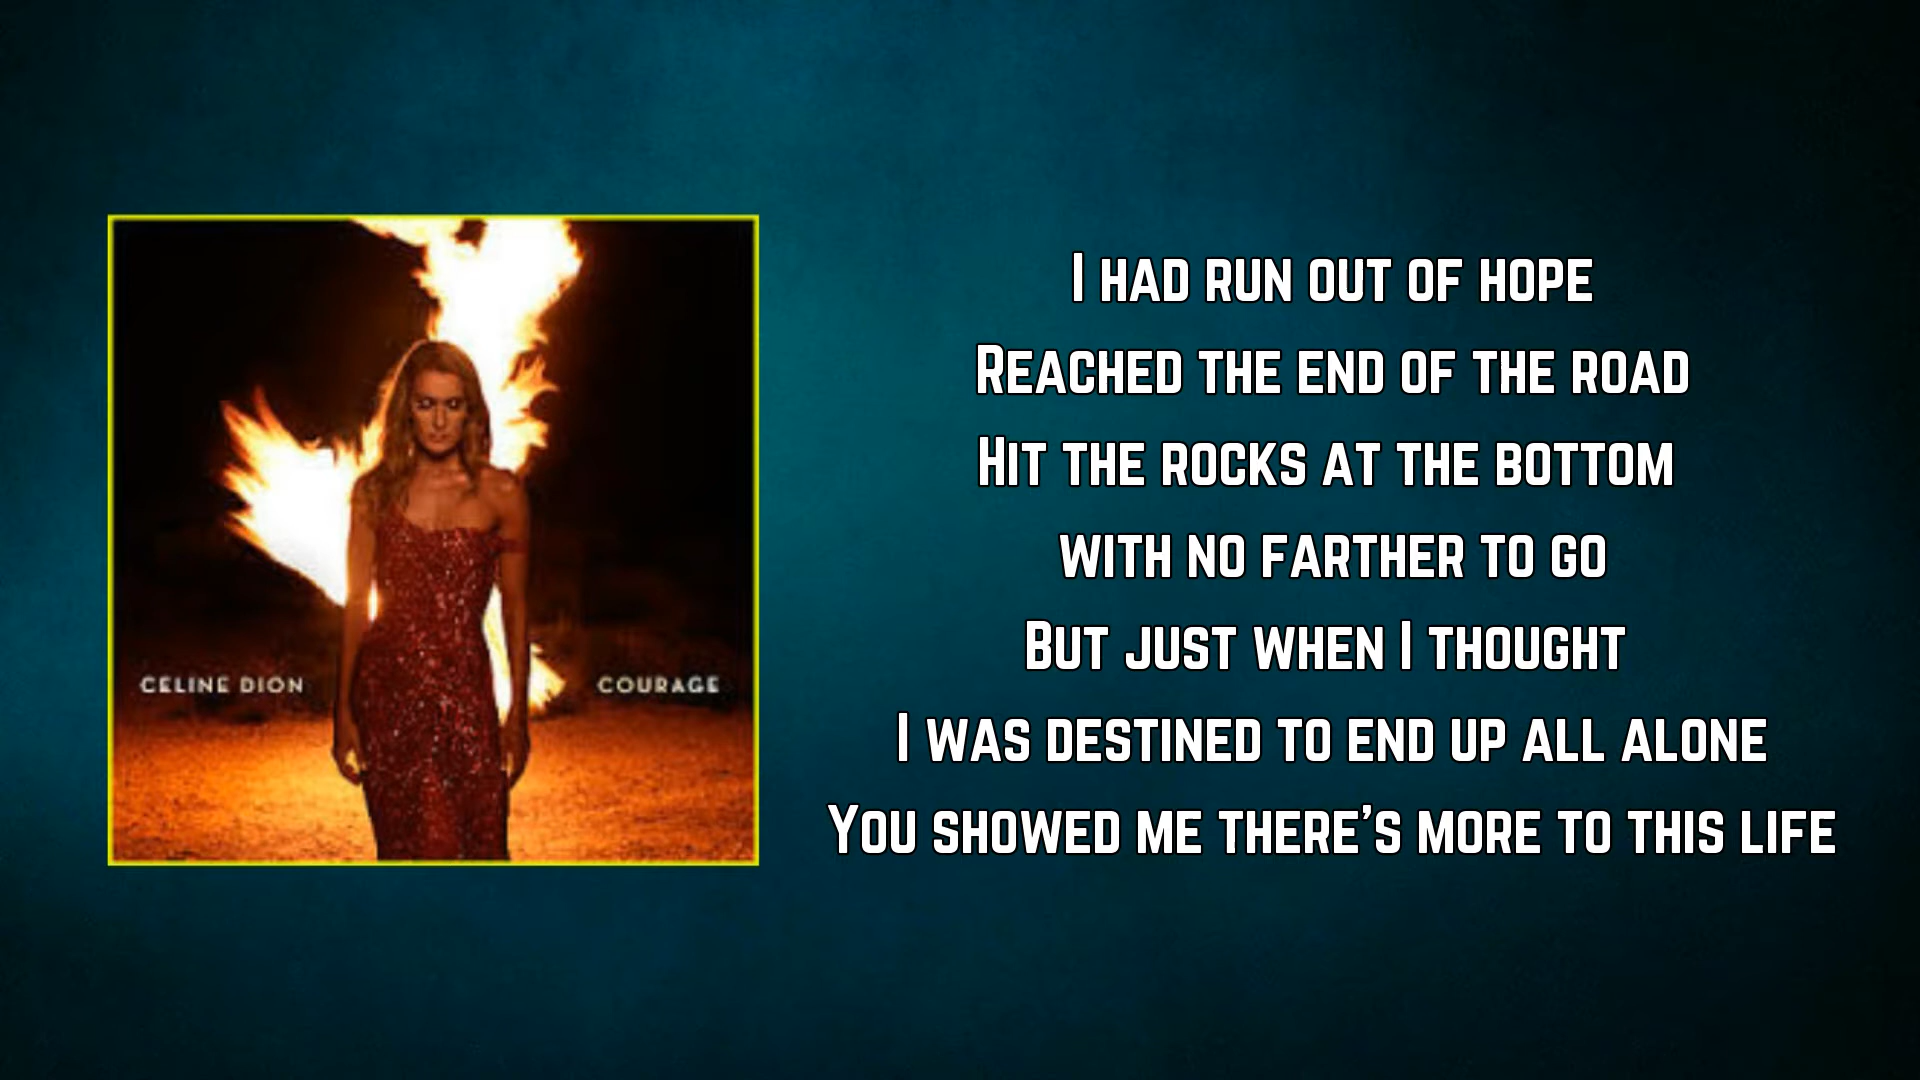 CELINE DION
COURAGE
I HAD RUN OUT OF HOPE
REACHED THE END OF THE ROAD
HIT THE ROCKS AT THE BOTTOM
WITH NO FARTHER TO GO
BUT JUST WHEN I THOUGHT
I WAS DESTINED TO END UP ALL ALONE
YOU SHOWED ME THERE'S MORE TO THIS LIFE